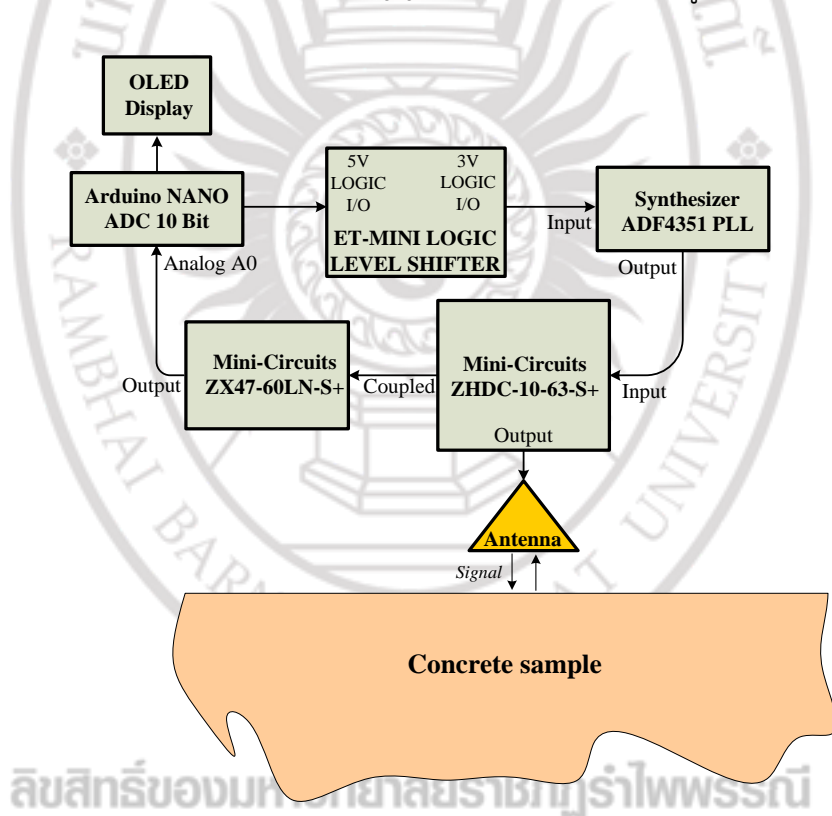 OLED
Display
Arduino NANO
ADC 10 Bit
5V
LOGIC
I/O
3V
LOGIC
I/O
ET-MINI LOGIC
LEVEL SHIFTER
Input
Synthesizer
ADF4351 PLL
Analog A0
Output
Mini-Circuits
ZX47-60LN-S+
Output
Coupled
Mini-Circuits
ZHDC-10-63-S+
Input
Output
Antenna
Signal
Concrete sample
RAMBHAI BARNI UNIVERSITY
ลิขสิทธิ์ของมหาวิทยาลัยราชภัฏรำไพพรรณี